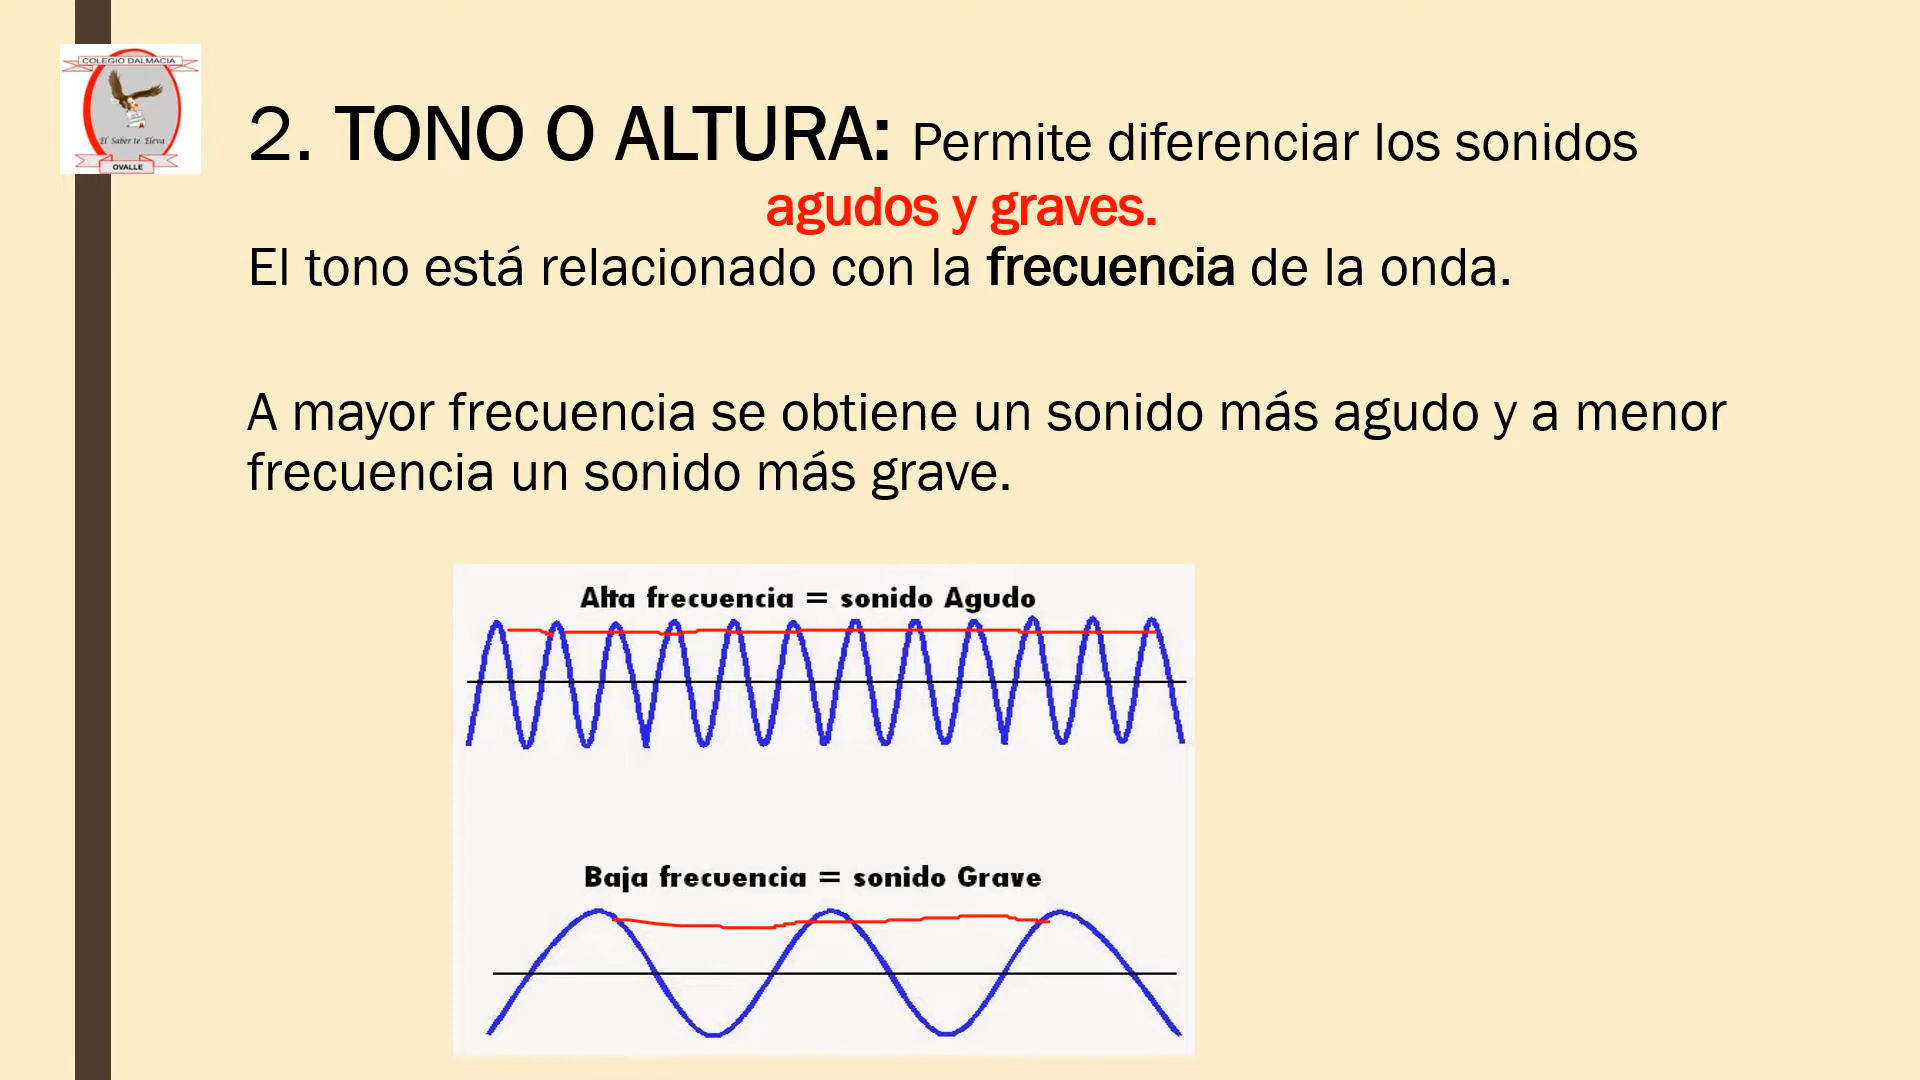 COLEGIO DALMACIA
El Saber te Eleva
OVALLE
2. TONO O ALTURA: Permite diferenciar los sonidos
agudos y graves.
El tono está relacionado con la frecuencia de la onda.
A mayor frecuencia se obtiene un sonido más agudo y a menor
frecuencia un sonido más grave.
Alta frecuencia = sonido Agudo
Baja frecuencia = sonido Grave